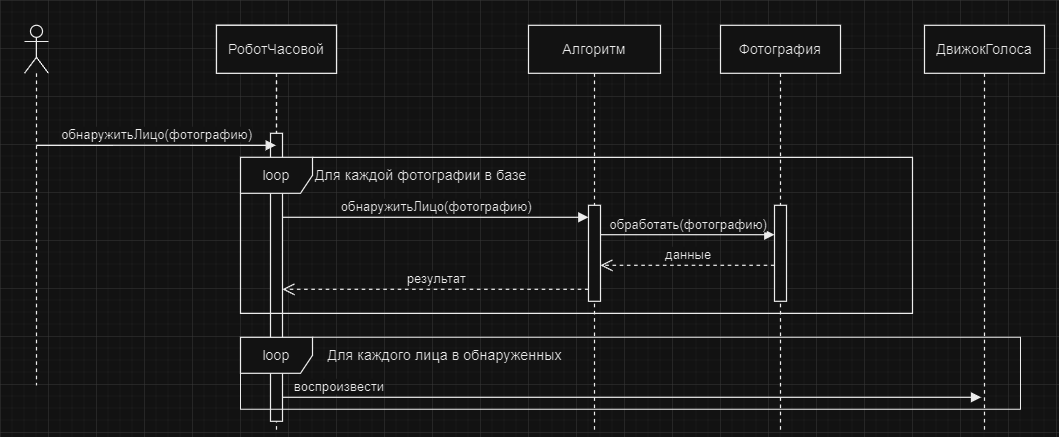 РоботЧасовой
Алгоритм
Фотография
ДвижокГолоса
обнаружитьЛицо(фотографию)
loop
Для каждой фотографии в базе
обнаружитьЛицо(фотографию)
обработать(фотографию)
данные
результат
loop
Для каждого лица в обнаруженных
воспроизвести